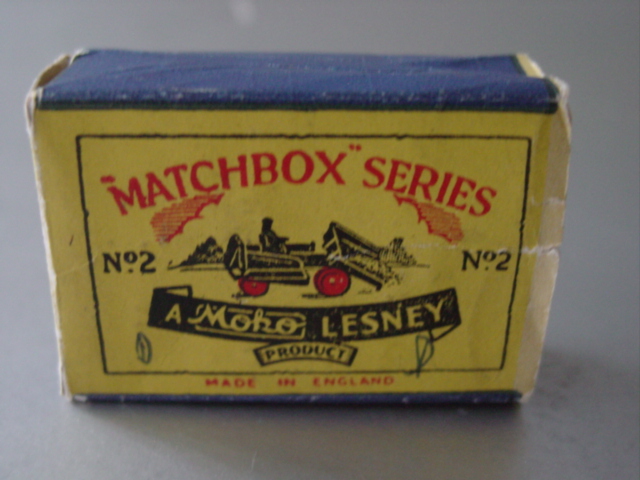 "MATCHBOX" SERIES
Nº2 Nº2
A Moko LESNEY
PRODUCT
MADE IN ENGLAND